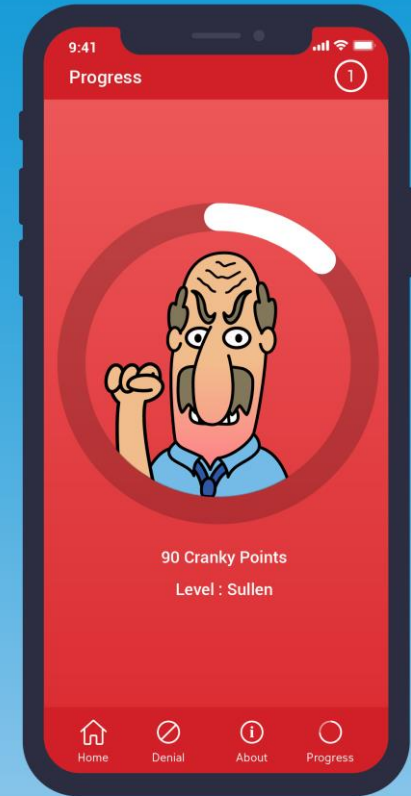 9:41
Progress
1
90 Cranky Points
Level : Sullen
Home Denial About Progress